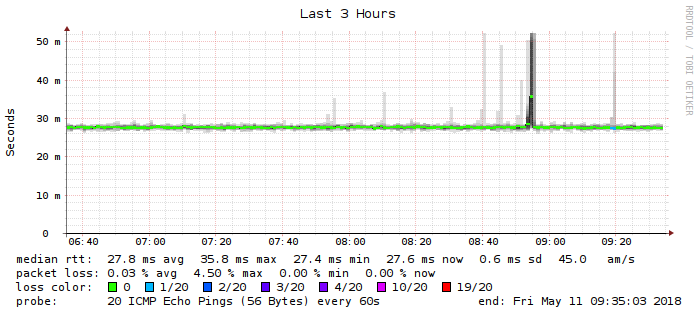 Last 3 Hours
RRDTOOL / TOBI OETIKER
Seconds
50 m
40 m
30 m
20 m
10 m
0
06:40 07:00 07:20 07:40 08:00 08:20 08:40 09:00 09:20
median rtt: 27.8 ms avg 35.8 ms max 27.4 ms min 27.6 ms now 0.6 ms sd 45.0 am/s
packet loss: 0.03 % avg 4.50 % max 0.00 % min 0.00 % now
loss color: 0 1/20 2/20 3/20 4/20 10/20 19/20
probe: 20 ICMP Echo Pings (56 Bytes) every 60s end: Fri May 11 09:35:03 2018